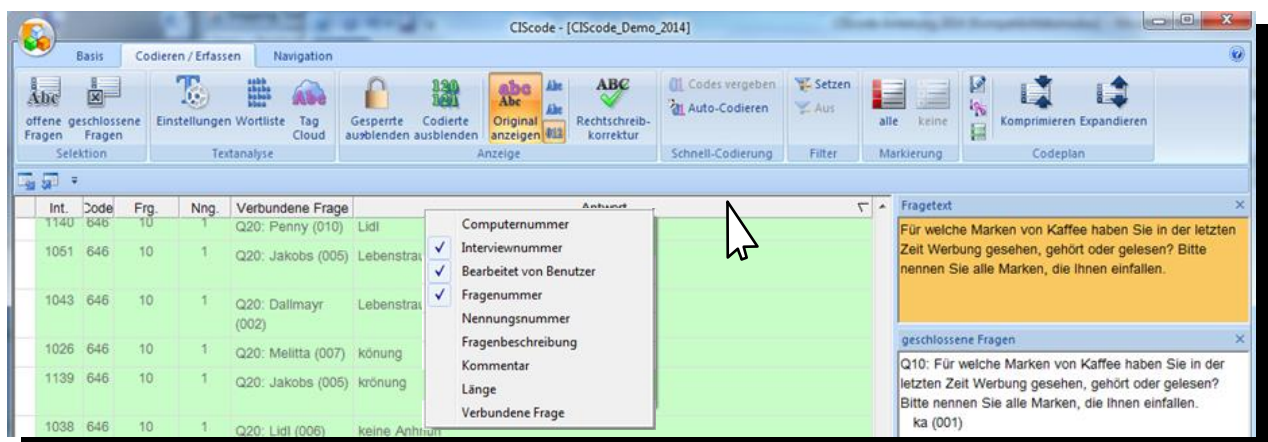 CIScode - [CIScode_Demo_2014]
Basis Codieren / Erfassen Navigation
Abc offene Fragen
geschlossene Fragen
Selektion
Einstellungen Wortliste Tag Cloud
Textanalyse
Gesperrte ausblenden
Codierte ausblenden
Original anzeigen
Rechtschreib-korrektur
Anzeige
Codes vergeben
Auto-Codieren
Schnell-Codierung
Setzen
Aus
Filter
alle keine
Markierung
Komprimieren Expandieren
Codeplan
Int. Code Frg. Nng. Verbundene Frage Antwort
1140 646 10 1 Q20: Penny (010) Lidl
1051 646 10 1 Q20: Jakobs (005) Lebenstrau
1043 646 10 1 Q20: Dallmayr (002) Lebenstrau
1026 646 10 1 Q20: Melitta (007) könung
1139 646 10 1 Q20: Jakobs (005) krönung
1038 646 10 1 Q20: Lidl (006) keine Anhnun
Computernummer
Interviewnummer
Bearbeitet von Benutzer
Fragenummer
Nennungsnummer
Fragenbeschreibung
Kommentar
Länge
Verbundene Frage
Fragetext
Für welche Marken von Kaffee haben Sie in der letzten
Zeit Werbung gesehen, gehört oder gelesen? Bitte
nennen Sie alle Marken, die Ihnen einfallen.
geschlossene Fragen
Q10: Für welche Marken von Kaffee haben Sie in der
letzten Zeit Werbung gesehen, gehört oder gelesen?
Bitte nennen Sie alle Marken, die Ihnen einfallen.
ka (001)